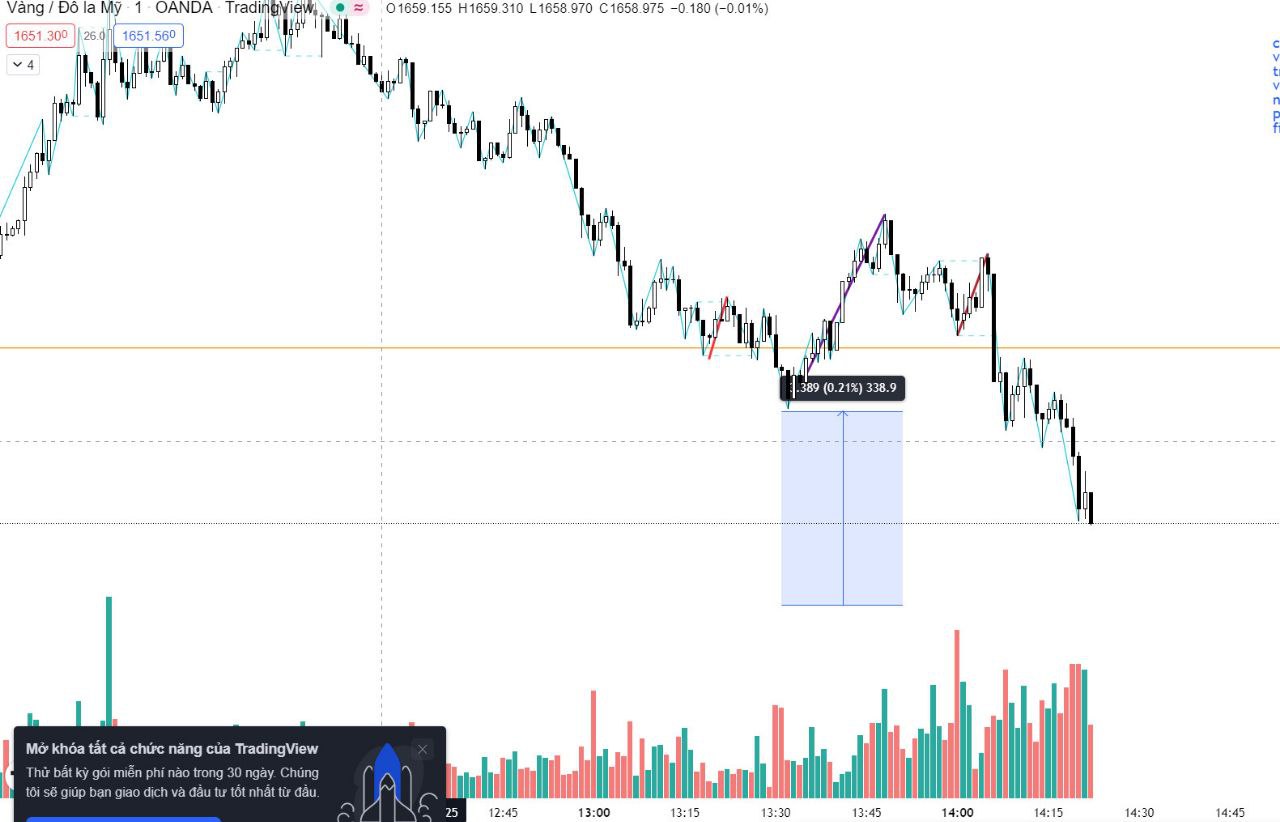 Vàng / Đô la Mỹ · 1 · OANDA · TradingView ≈ O1659.155 H1659.310 L1658.970 C1658.975 −0.180 (−0.01%)
1651.300 26.0 1651.560
4
c
v
tr
v
n
p
.389 (0.21%) 338.9
Mở khóa tất cả chức năng của TradingView
Thử bất kỳ gói miễn phí nào trong 30 ngày. Chúng
tôi sẽ giúp bạn giao dịch và đầu tư tốt nhất từ đầu.
25 12:45 13:00 13:15 13:30 13:45 14:00 14:15 14:30 14:45